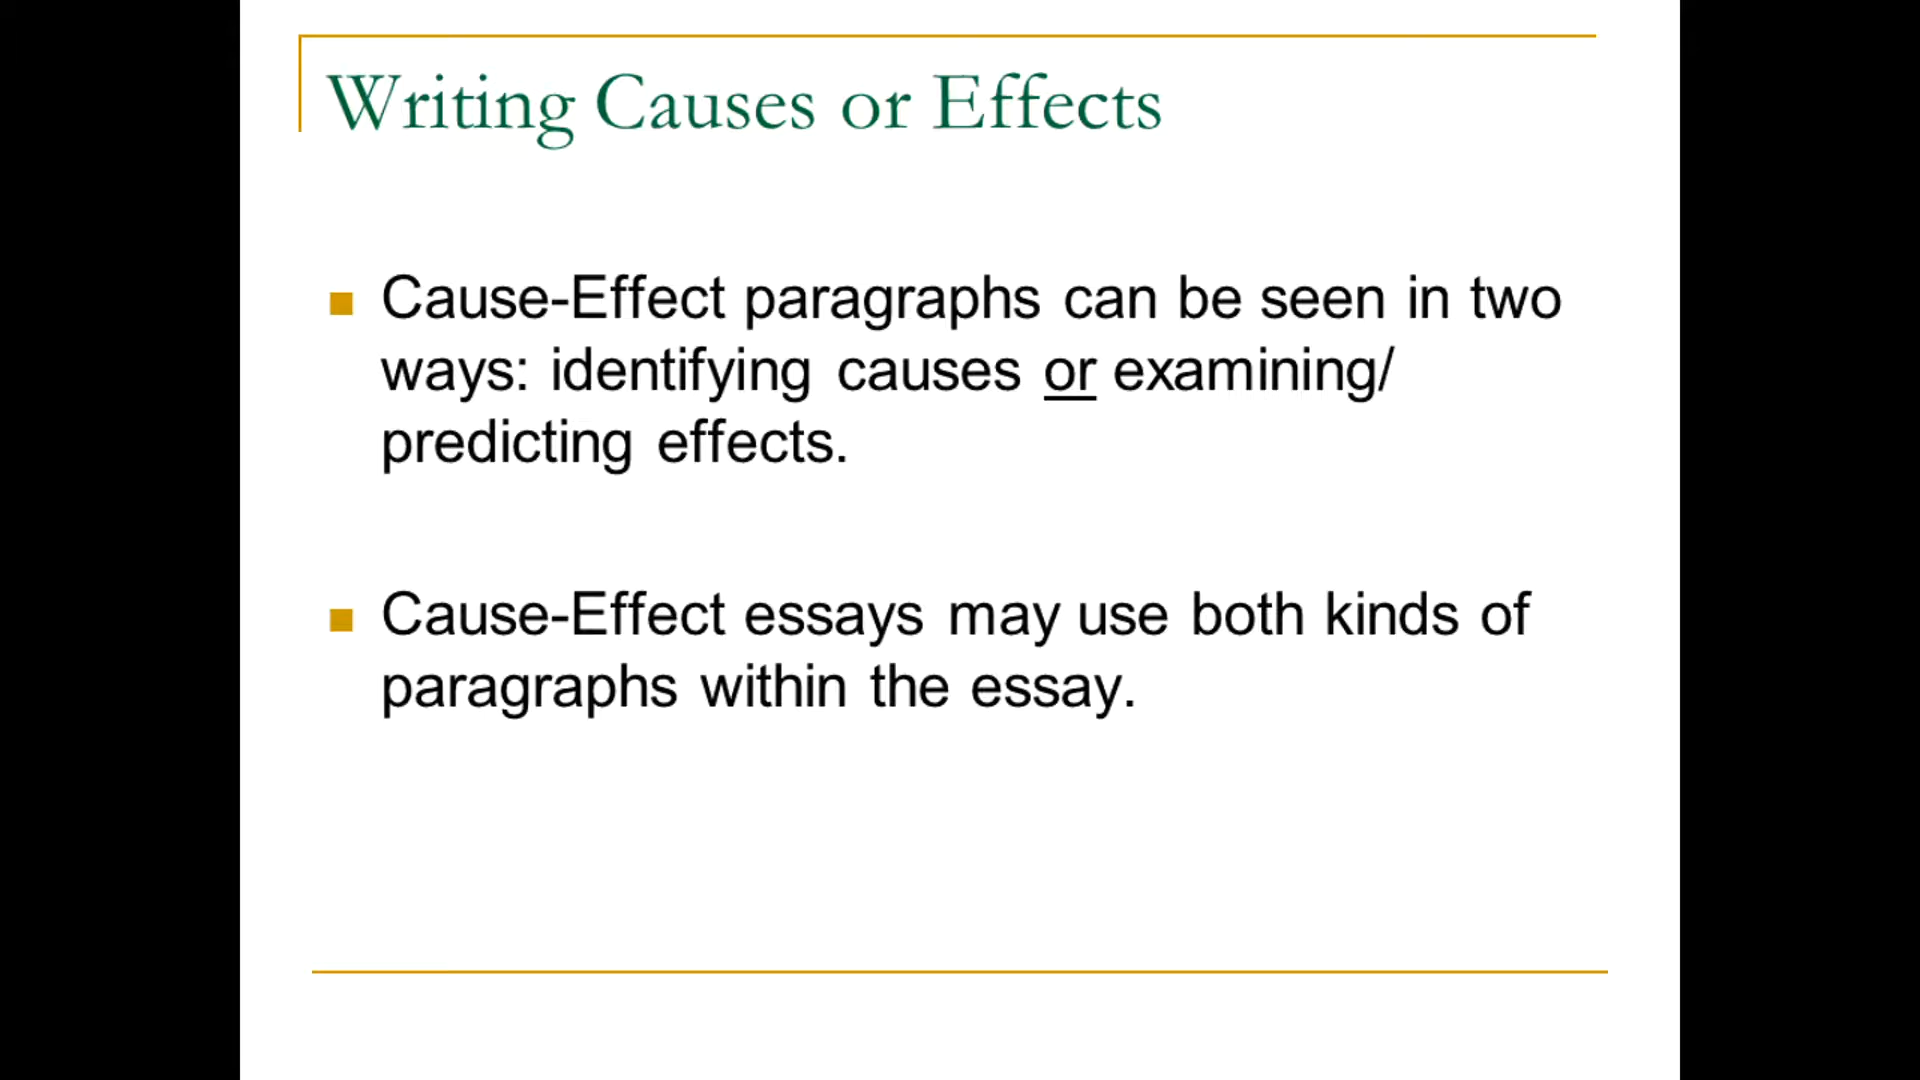 Writing Causes or Effects
Cause-Effect paragraphs can be seen in two
ways: identifying causes or examining/
predicting effects.
Cause-Effect essays may use both kinds of
paragraphs within the essay.